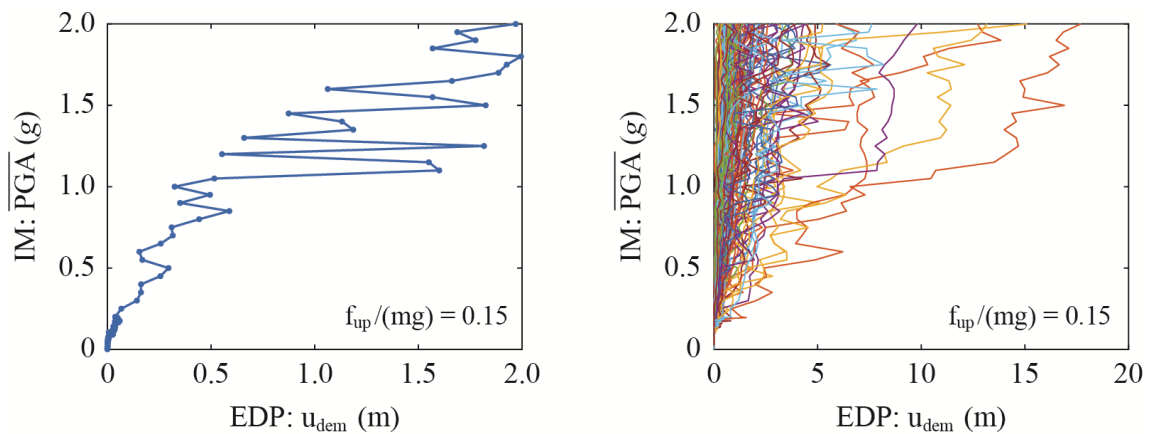 2.0
1.5
1.0
0.5
0
IM: PGA (g)
f_up/(mg) = 0.15
0 0.5 1.0 1.5 2.0
EDP: u_dem (m)
2.0
1.5
1.0
0.5
0
IM: PGA (g)
f_up/(mg) = 0.15
0 5 10 15 20
EDP: u_dem (m)